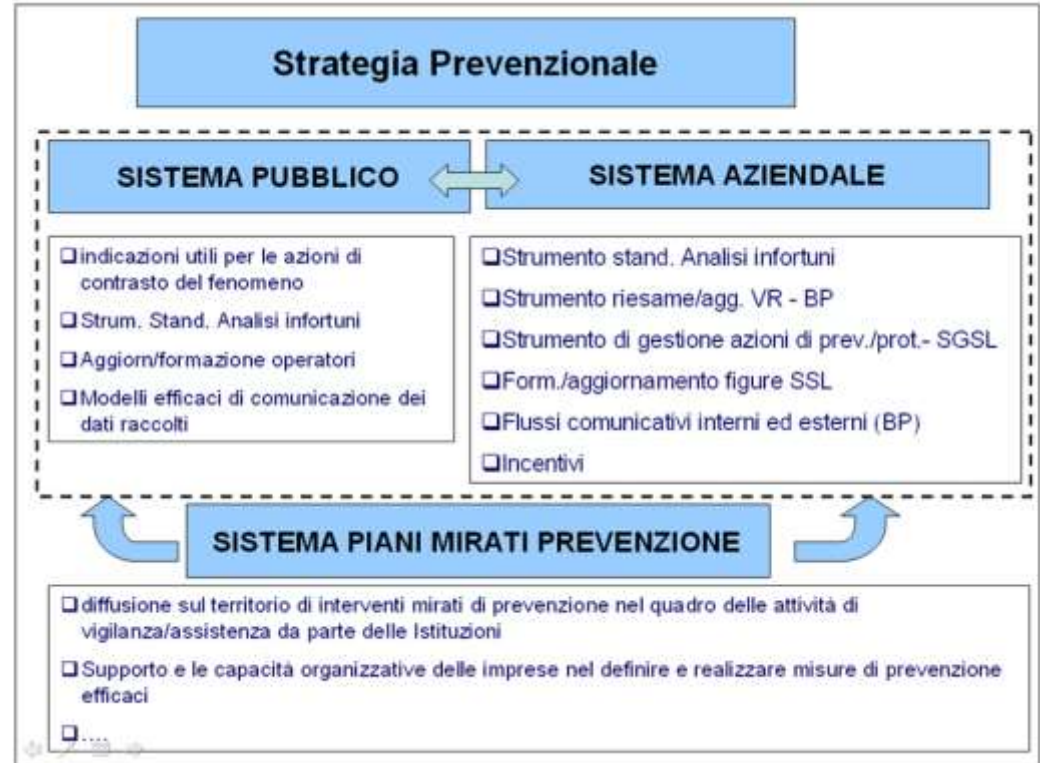 Strategia Prevenzionale
SISTEMA PUBBLICO
SISTEMA AZIENDALE
indicazioni utili per le azioni di
contrasto del fenomeno
Strum. Stand. Analisi infortuni
Aggiorn/formazione operatori
Modelli efficaci di comunicazione dei
dati raccolti
Strumento stand. Analisi infortuni
Strumento riesame/agg. VR - BP
Strumento di gestione azioni di prev./prot.- SGSL
Form./aggiornamento figure SSL
Flussi comunicativi interni ed esterni (BP)
Incentivi
SISTEMA PIANI MIRATI PREVENZIONE
diffusione sul territorio di interventi mirati di prevenzione nel quadro delle attività di
vigilanza/assistenza da parte delle Istituzioni
Supporto e le capacità organizzative delle imprese nel definire e realizzare misure di prevenzione
efficaci
....